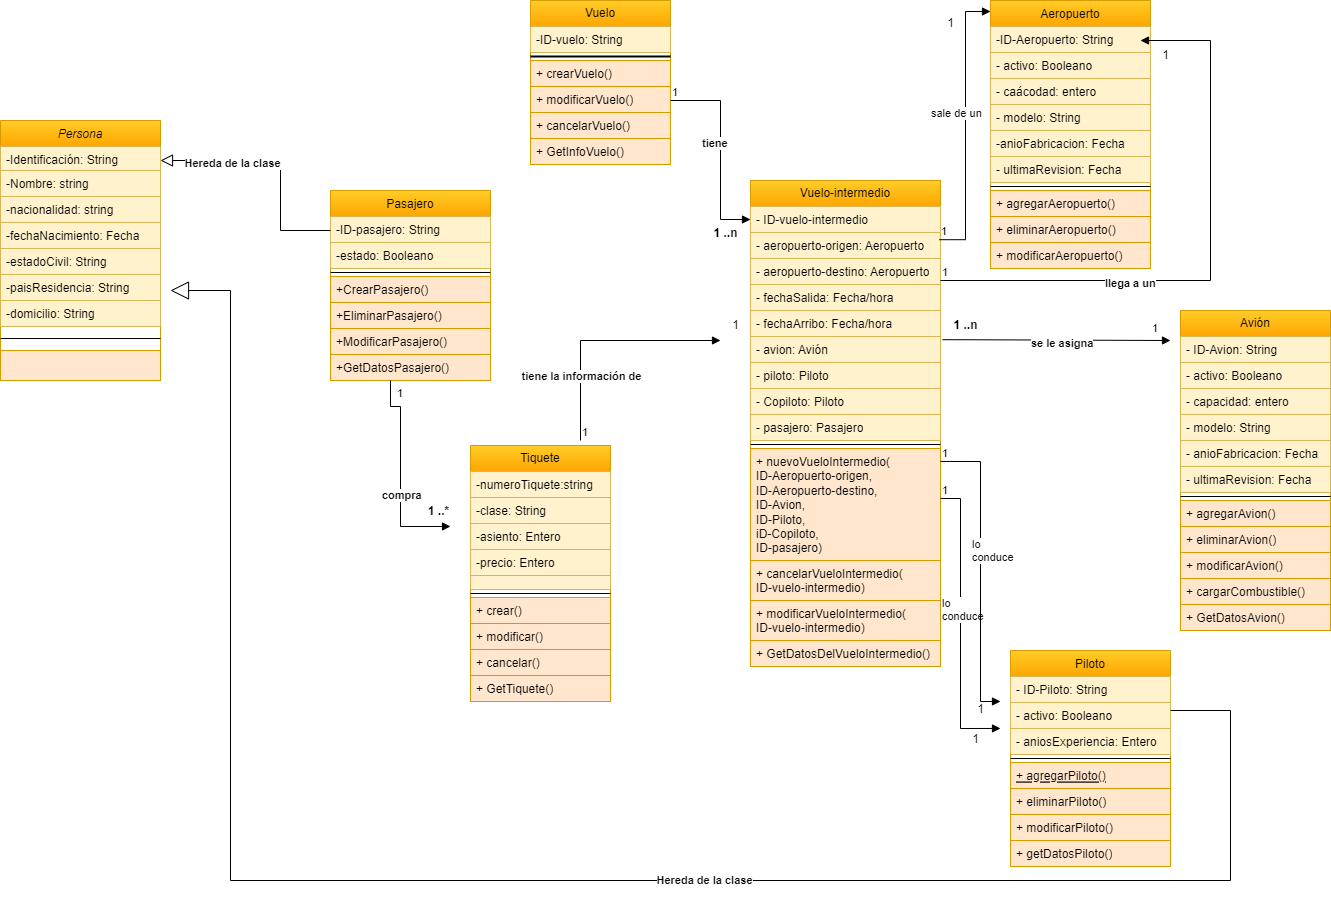 Vuelo
-ID-vuelo: String
+ crearVuelo()
+ modificarVuelo()
+ cancelarVuelo()
+ GetInfoVuelo()
1
tiene
1 ..n
Aeropuerto
-ID-Aeropuerto: String
- activo: Booleano
- caácodad: entero
- modelo: String
-anioFabricacion: Fecha
- ultimaRevision: Fecha
+ agregarAeropuerto()
+ eliminarAeropuerto()
+ modificarAeropuerto()
1
1
sale de un
1
llega a un
1
Persona
-Identificación: String
-Nombre: string
-nacionalidad: string
-fechaNacimiento: Fecha
-estadoCivil: String
-paisResidencia: String
-domicilio: String
Hereda de la clase
Pasajero
-ID-pasajero: String
-estado: Booleano
+CrearPasajero()
+EliminarPasajero()
+ModificarPasajero()
+GetDatosPasajero()
1
compra
1 ..*
Vuelo-intermedio
- ID-vuelo-intermedio
- aeropuerto-origen: Aeropuerto
- aeropuerto-destino: Aeropuerto
- fechaSalida: Fecha/hora
- fechaArribo: Fecha/hora
- avion: Avión
- piloto: Piloto
- Copiloto: Piloto
- pasajero: Pasajero
+ nuevoVueloIntermedio(
ID-Aeropuerto-origen,
ID-Aeropuerto-destino,
ID-Avion,
ID-Piloto,
iD-Copiloto,
ID-pasajero)
+ cancelarVueloIntermedio(
ID-vuelo-intermedio)
+ modificarVueloIntermedio(
ID-vuelo-intermedio)
+ GetDatosDelVueloIntermedio()
1
tiene la información de
1
1 ..n
se le asigna
1
Avión
- ID-Avion: String
- activo: Booleano
- capacidad: entero
- modelo: String
- anioFabricacion: Fecha
- ultimaRevision: Fecha
+ agregarAvion()
+ eliminarAvion()
+ modificarAvion()
+ cargarCombustible()
+ GetDatosAvion()
Tiquete
-numeroTiquete:string
-clase: String
-asiento: Entero
-precio: Entero
+ crear()
+ modificar()
+ cancelar()
+ GetTiquete()
1
1
lo
conduce
lo
conduce
1
1
Piloto
- ID-Piloto: String
- activo: Booleano
- aniosExperiencia: Entero
+ agregarPiloto()
+ eliminarPiloto()
+ modificarPiloto()
+ getDatosPiloto()
Hereda de la clase